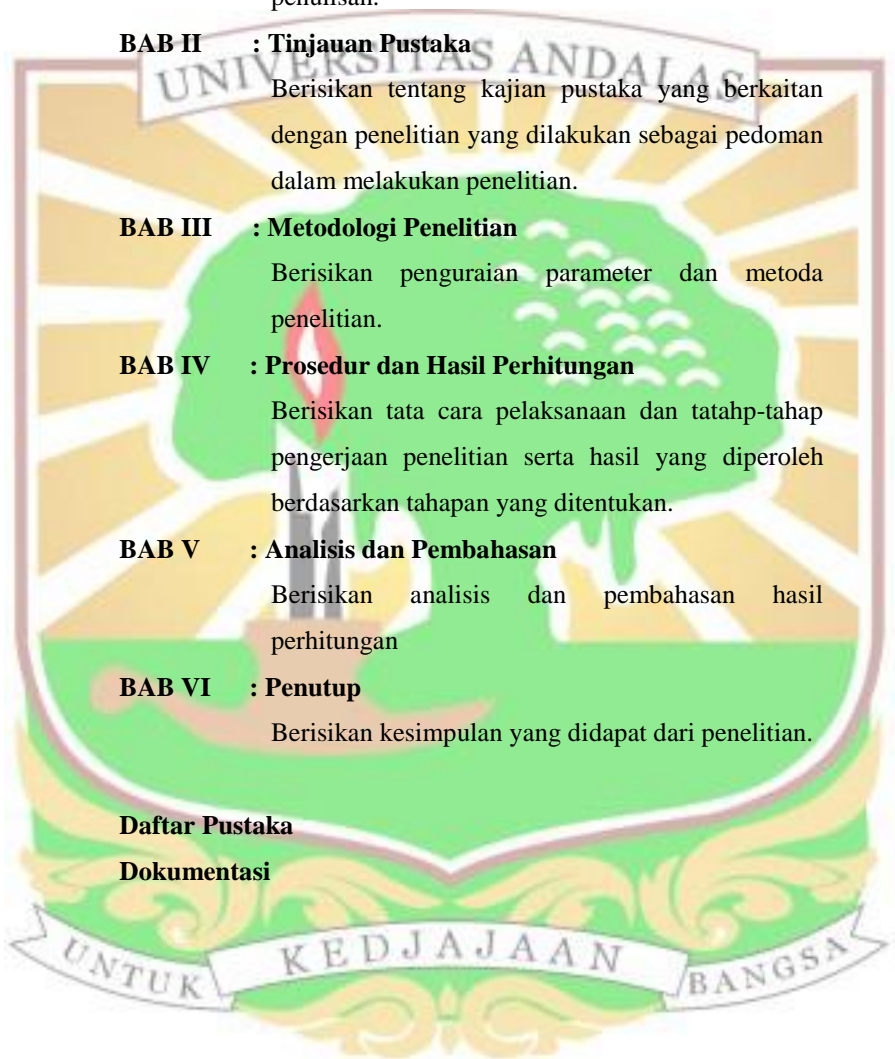 penulisan.
BAB II : Tinjauan Pustaka
UNIVERSITAS ANDALAS
Berisikan tentang kajian pustaka yang berkaitan
dengan penelitian yang dilakukan sebagai pedoman
dalam melakukan penelitian.
BAB III : Metodologi Penelitian
Berisikan penguraian parameter dan metoda
penelitian.
BAB IV : Prosedur dan Hasil Perhitungan
Berisikan tata cara pelaksanaan dan tatahp-tahap
pengerjaan penelitian serta hasil yang diperoleh
berdasarkan tahapan yang ditentukan.
BAB V : Analisis dan Pembahasan
Berisikan analisis dan pembahasan hasil
perhitungan
BAB VI : Penutup
Berisikan kesimpulan yang didapat dari penelitian.
Daftar Pustaka
Dokumentasi
UNTUK KEDJAJAAN BANGSA